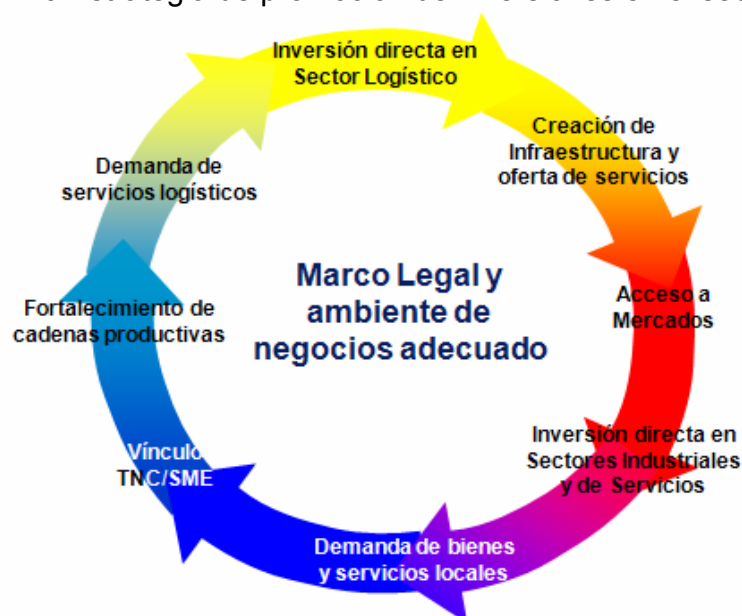 Inversión directa en
Sector Logístico
Creación de
Infraestructura y
oferta de servicios
Acceso a
Mercados
Inversión directa en
Sectores Industriales
y de Servicios
Demanda de bienes
y servicios locales
Vínculo
TNC/SME
Fortalecimiento de
cadenas productivas
Demanda de
servicios logísticos
Marco Legal y
ambiente de
negocios adecuado